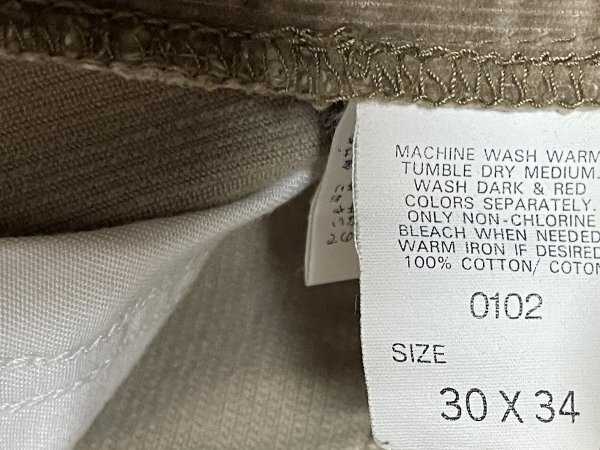 MACHINE WASH WARM
TUMBLE DRY MEDIUM.
WASH DARK & RED
COLORS SEPARATELY.
ONLY NON-CHLORINE
BLEACH WHEN NEEDED
WARM IRON IF DESIRED
100% COTTON/ COTON
0102
SIZE
30 X 34